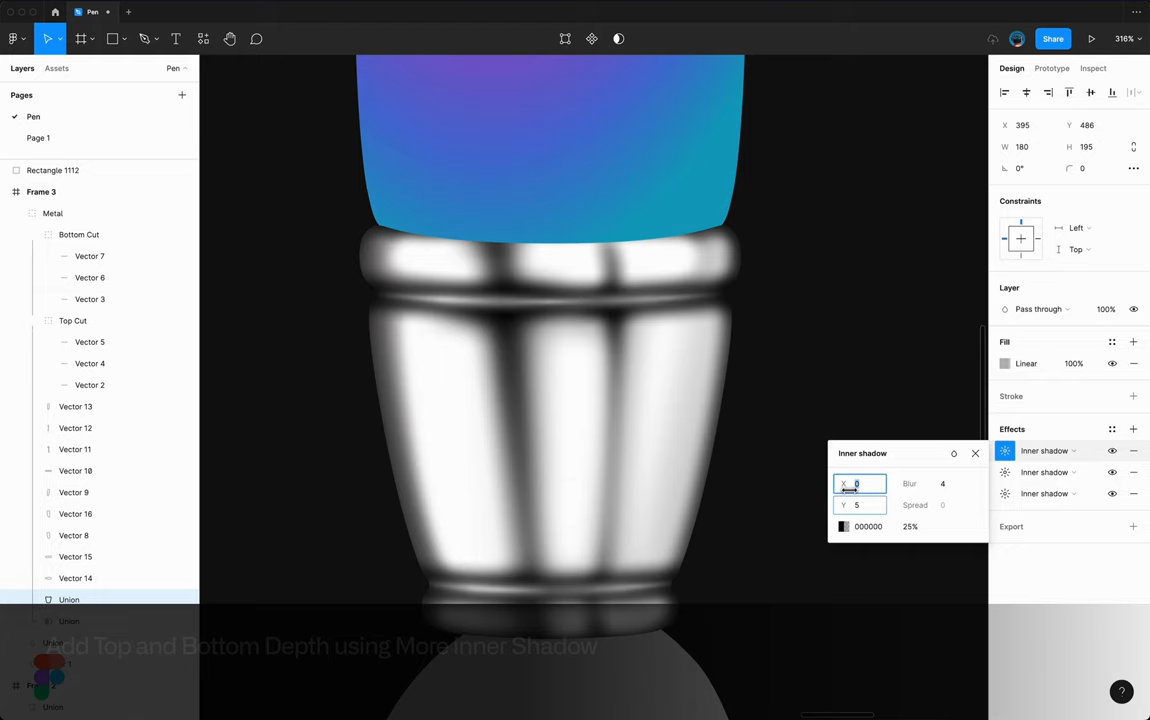 Pen
Share
316%
Layers
Assets
Pen
Design
Prototype
Inspect
Pages
Pen
Page 1
X 395
Y 486
W 180
H 195
0°
0
Rectangle 1112
Frame 3
Metal
Bottom Cut
Vector 7
Vector 6
Vector 3
Top Cut
Vector 5
Vector 4
Vector 2
Vector 13
Vector 12
Vector 11
Vector 10
Vector 9
Vector 16
Vector 8
Vector 15
Vector 14
Union
Union
Union
1
Union
Constraints
Left
Top
Layer
Pass through
100%
Fill
Linear
100%
Stroke
Effects
Inner shadow
Inner shadow
Inner shadow
Export
Inner shadow
X 0
Blur 4
Y 5
Spread 0
000000
25%
Add Top and Bottom Depth using More Inner Shadow
?